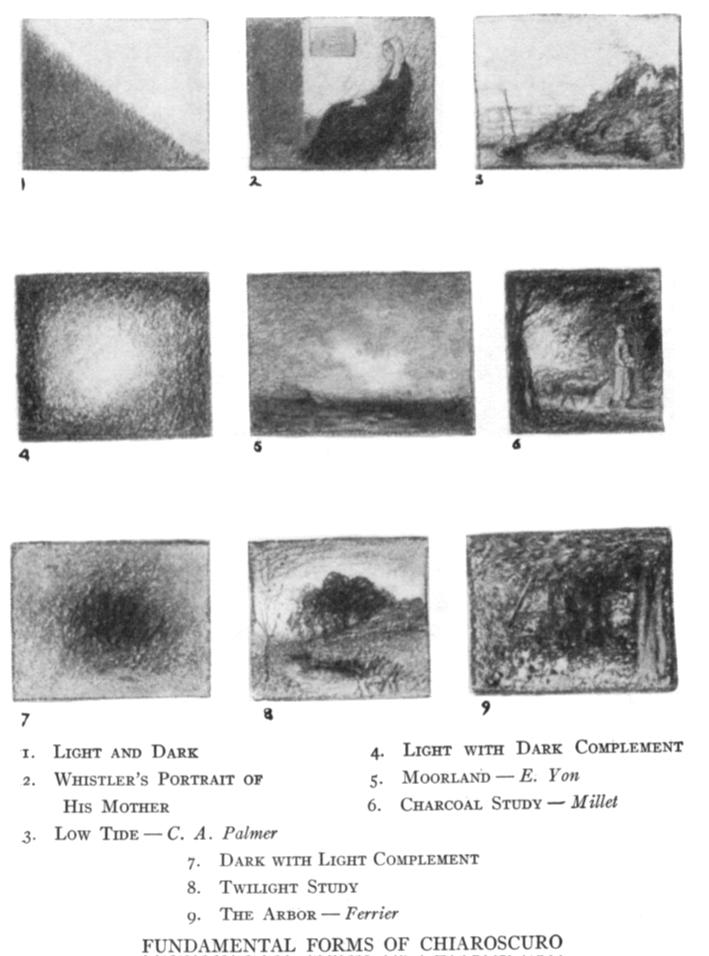 1
2
3
4
5
6
7
8
9
1. Light and Dark
2. Whistler's Portrait of
His Mother
3. Low Tide — C. A. Palmer
4. Light with Dark Complement
5. Moorland — E. Yon
6. Charcoal Study — Millet
7. Dark with Light Complement
8. Twilight Study
9. The Arbor — Ferrier
FUNDAMENTAL FORMS OF CHIAROSCURO